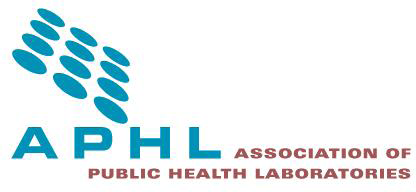 APHL ASSOCIATION OF
PUBLIC HEALTH LABORATORIES